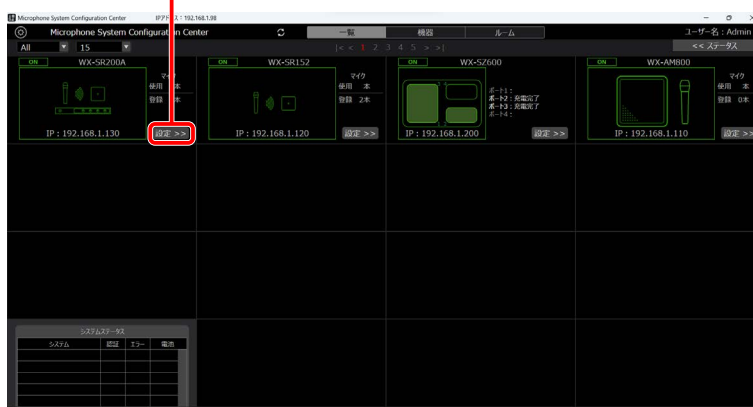 Microphone System Configuration Center IPアドレス：192.168.1.98
Microphone System Configuration Center 一覧 機器 ルーム ユーザー名：Admin
All 15 |< < 1 2 3 4 5 > >| << ステータス
ON WX-SR200A
マイク
使用 本
登録 本
IP：192.168.1.130 設定 >>
ON WX-SR152
マイク
使用 本
登録 2本
IP：192.168.1.120 設定 >>
ON WX-SZ600
ポート1：
ポート2：充電完了
ポート3：充電完了
ポート4：
IP：192.168.1.200 設定 >>
ON WX-AM800
マイク
使用 本
登録 0本
IP：192.168.1.110 設定 >>
システムステータス
システム 認証 エラー 電池